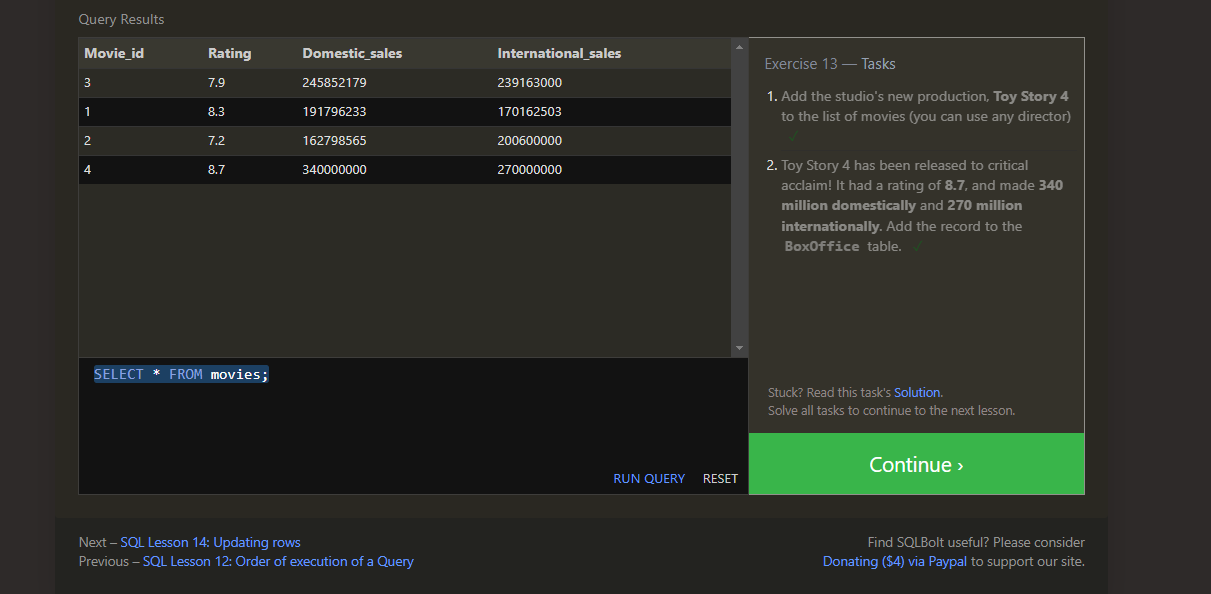 Query Results
Movie_id Rating Domestic_sales International_sales
3 7.9 245852179 239163000
1 8.3 191796233 170162503
2 7.2 162798565 200600000
4 8.7 340000000 270000000
SELECT * FROM movies;
RUN QUERY RESET
Exercise 13 — Tasks
1. Add the studio's new production, Toy Story 4
to the list of movies (you can use any director)
✓
2. Toy Story 4 has been released to critical
acclaim! It had a rating of 8.7, and made 340
million domestically and 270 million
internationally. Add the record to the
BoxOffice table. ✓
Stuck? Read this task's Solution.
Solve all tasks to continue to the next lesson.
Continue ›
Next – SQL Lesson 14: Updating rows
Previous – SQL Lesson 12: Order of execution of a Query
Find SQLBolt useful? Please consider
Donating ($4) via Paypal to support our site.